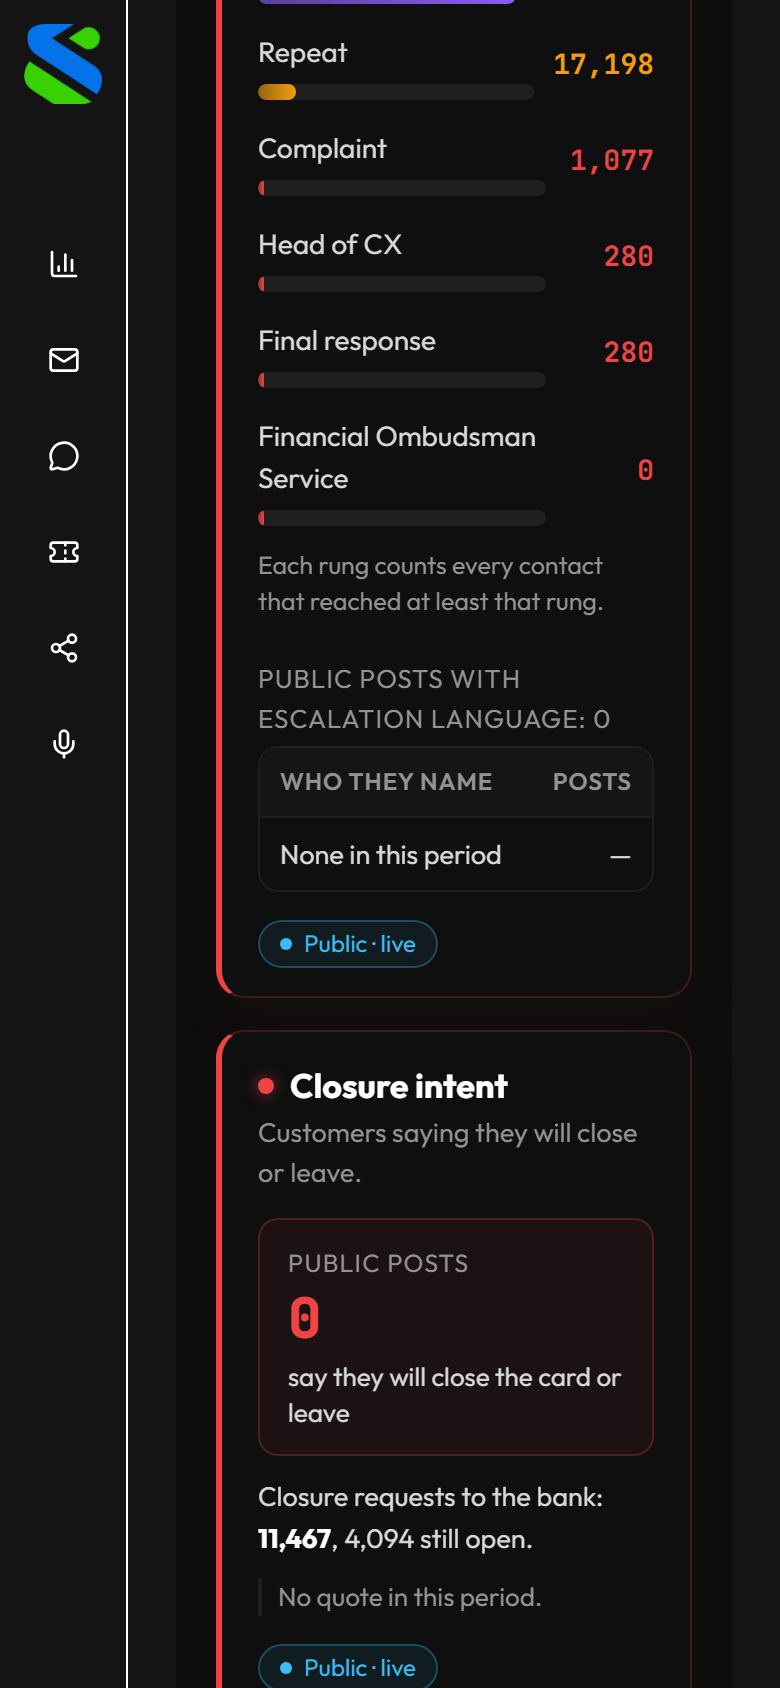 Repeat
17,198
Complaint
1,077
Head of CX
280
Final response
280
Financial Ombudsman
Service
0
Each rung counts every contact
that reached at least that rung.
PUBLIC POSTS WITH
ESCALATION LANGUAGE: 0
WHO THEY NAME POSTS
None in this period —
Public · live
Closure intent
Customers saying they will close
or leave.
PUBLIC POSTS
0
say they will close the card or
leave
Closure requests to the bank:
11,467, 4,094 still open.
No quote in this period.
Public · live